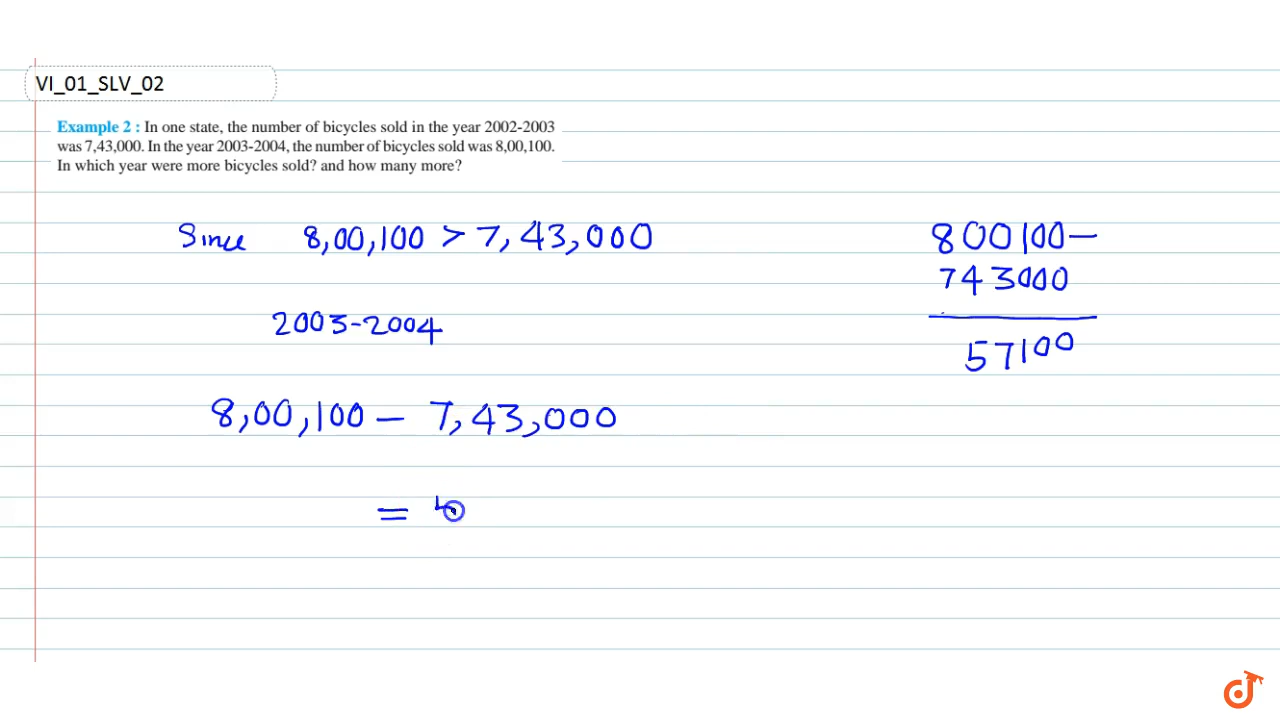 VI_01_SLV_02
Example 2 : In one state, the number of bicycles sold in the year 2002-2003
was 7,43,000. In the year 2003-2004, the number of bicycles sold was 8,00,100.
In which year were more bicycles sold? and how many more?
Since 8,00,100 > 7,43,000
2003-2004
8,00,100 - 7,43,000
=
800100-
743000
57100